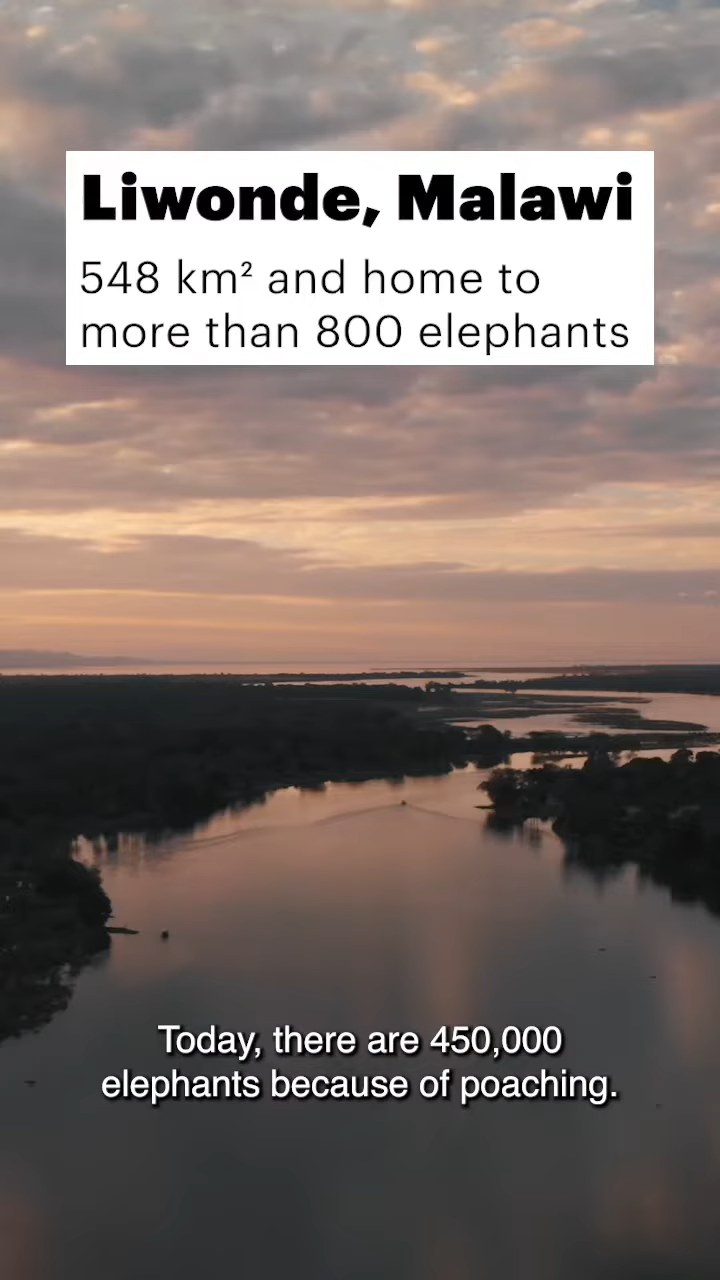 Liwonde, Malawi
548 km² and home to
more than 800 elephants
Today, there are 450,000
elephants because of poaching.